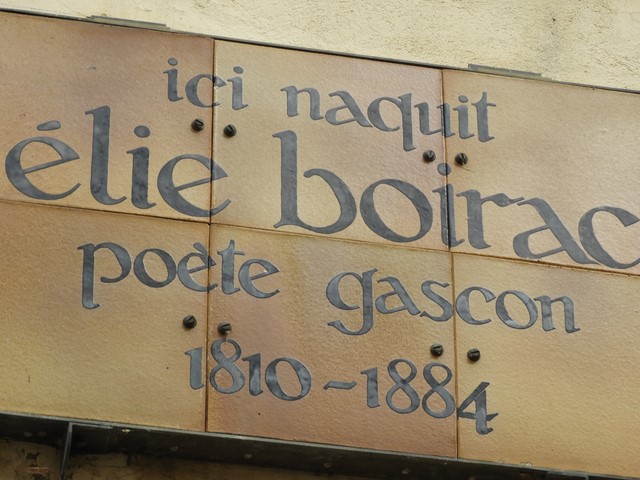 ici naquit
élie boirac
poète gascon
1810-1884